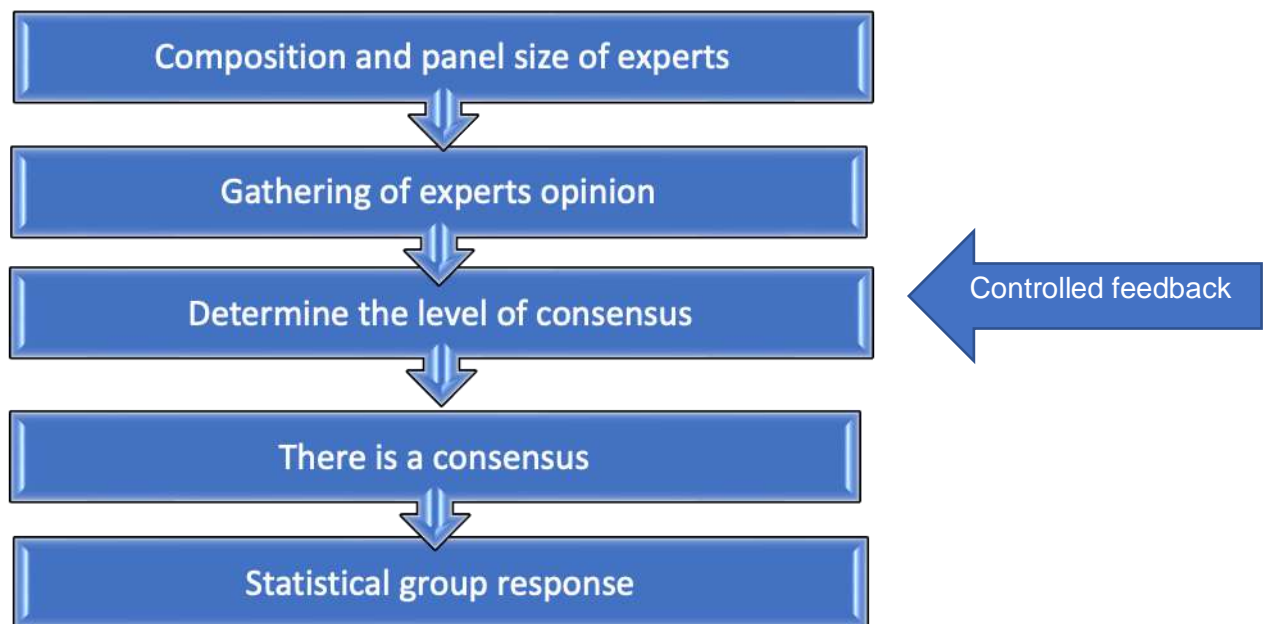 Composition and panel size of experts
Gathering of experts opinion
Determine the level of consensus
Controlled feedback
There is a consensus
Statistical group response